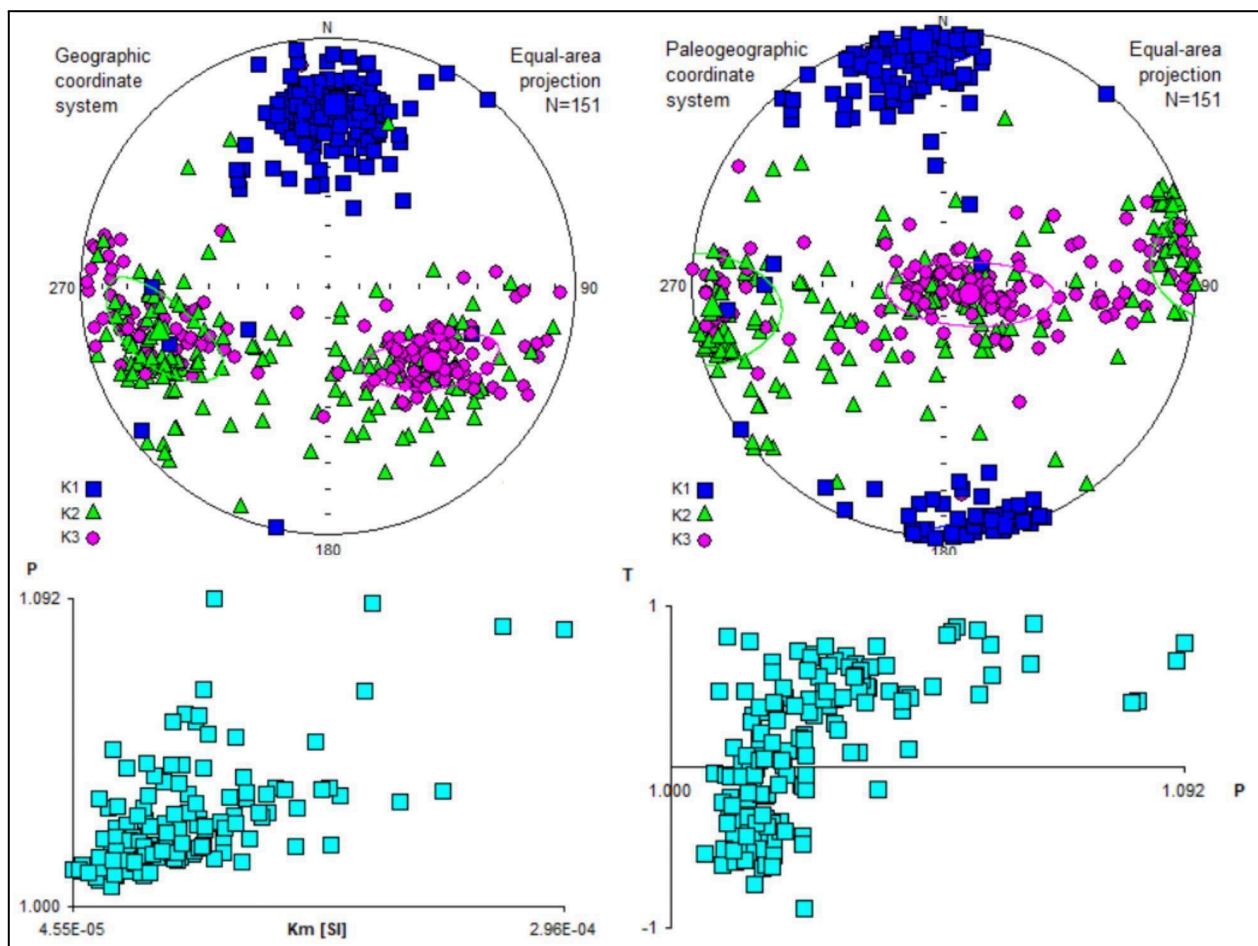 Geographic
coordinate
system
N
Equal-area
projection
N=151
270
90
180
K1
K2
K3
Paleogeographic
coordinate
system
N
Equal-area
projection
N=151
270
90
180
K1
K2
K3
P
1.092
1.000
4.55E-05
Km [SI]
2.96E-04
T
1
1.000
1.092
P
-1